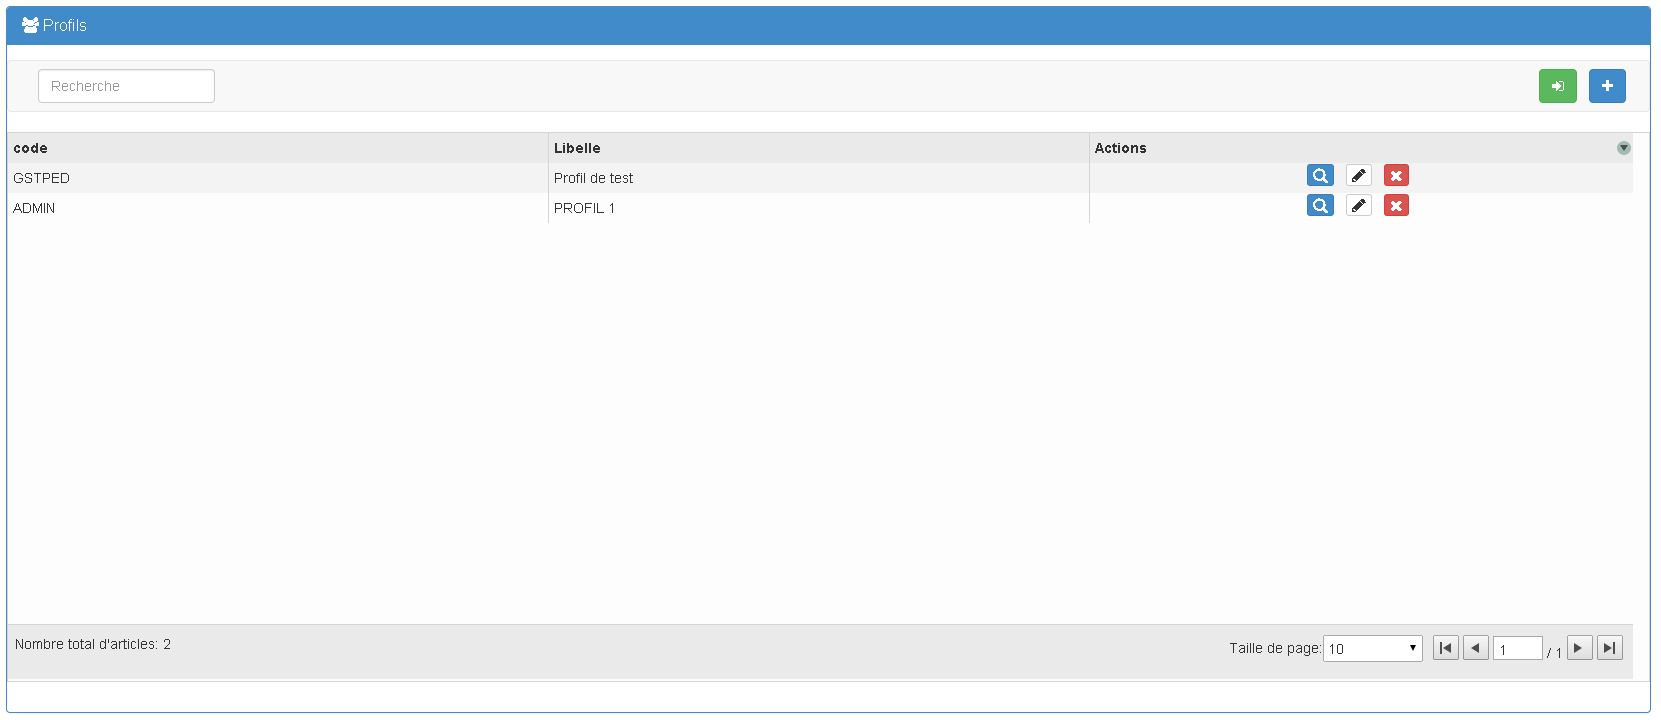 Profils
Recherche
code Libelle Actions
GSTPED Profil de test
ADMIN PROFIL 1
Nombre total d'articles: 2 Taille de page: 10 1 / 1